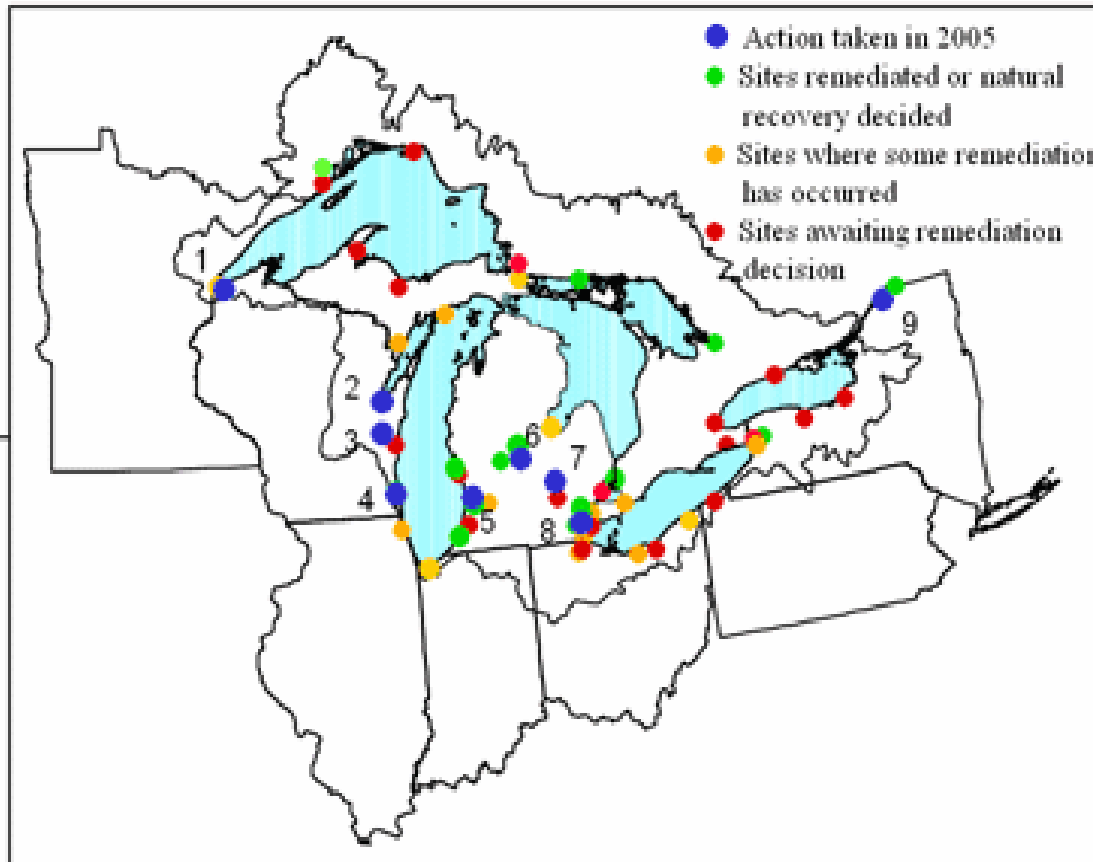 Action taken in 2005
Sites remediated or natural
recovery decided
Sites where some remediation
has occurred
Sites awaiting remediation
decision
1
9
2
3
6
7
4
5
8